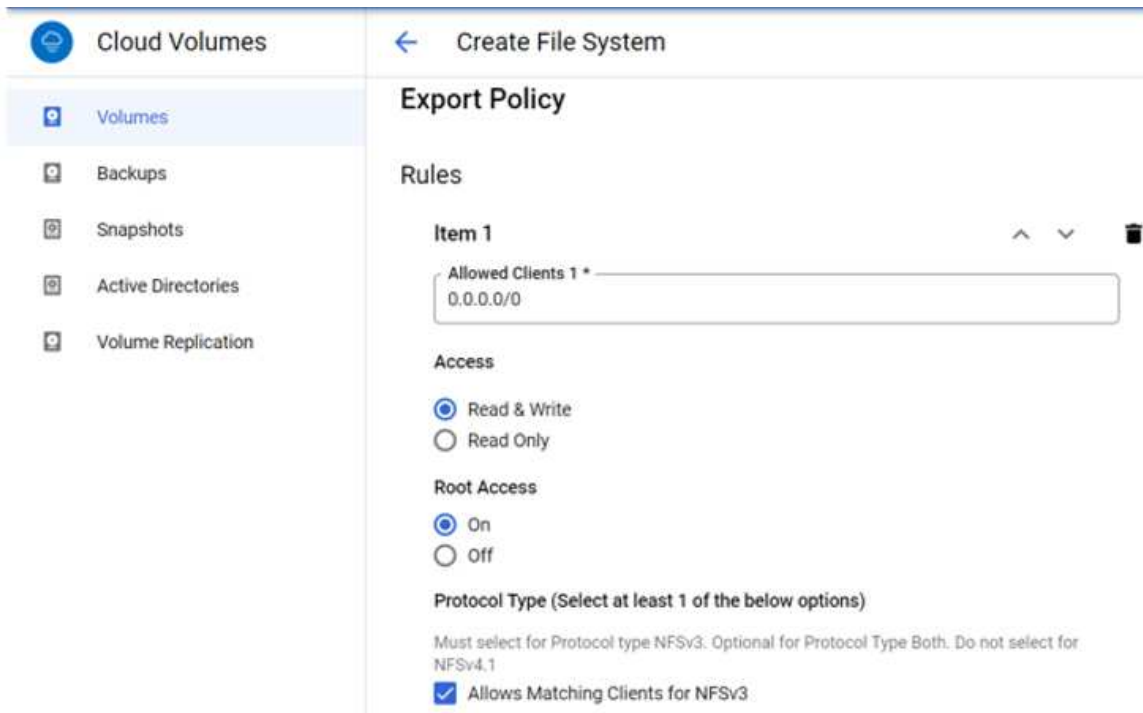 Cloud Volumes
Volumes
Backups
Snapshots
Active Directories
Volume Replication
Create File System
Export Policy
Rules
Item 1
Allowed Clients 1 *
0.0.0.0/0
Access
Read & Write
Read Only
Root Access
On
Off
Protocol Type (Select at least 1 of the below options)
Must select for Protocol type NFSv3. Optional for Protocol Type Both. Do not select for
NFSv4.1
Allows Matching Clients for NFSv3